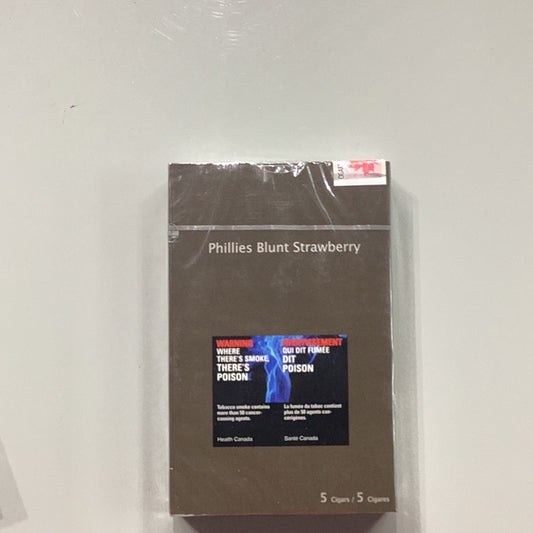 Phillies Blunt Strawberry
WARNING
WHERE
THERE'S SMOKE,
THERE'S
POISON
Tobacco smoke contains
more than 50 cancer-
causing agents.
Health Canada
AVERTISSEMENT
QUI DIT FUMÉE
DIT
POISON
La fumée du tabac contient
plus de 50 agents can-
cérigènes.
Santé Canada
5 Cigars / 5 Cigares